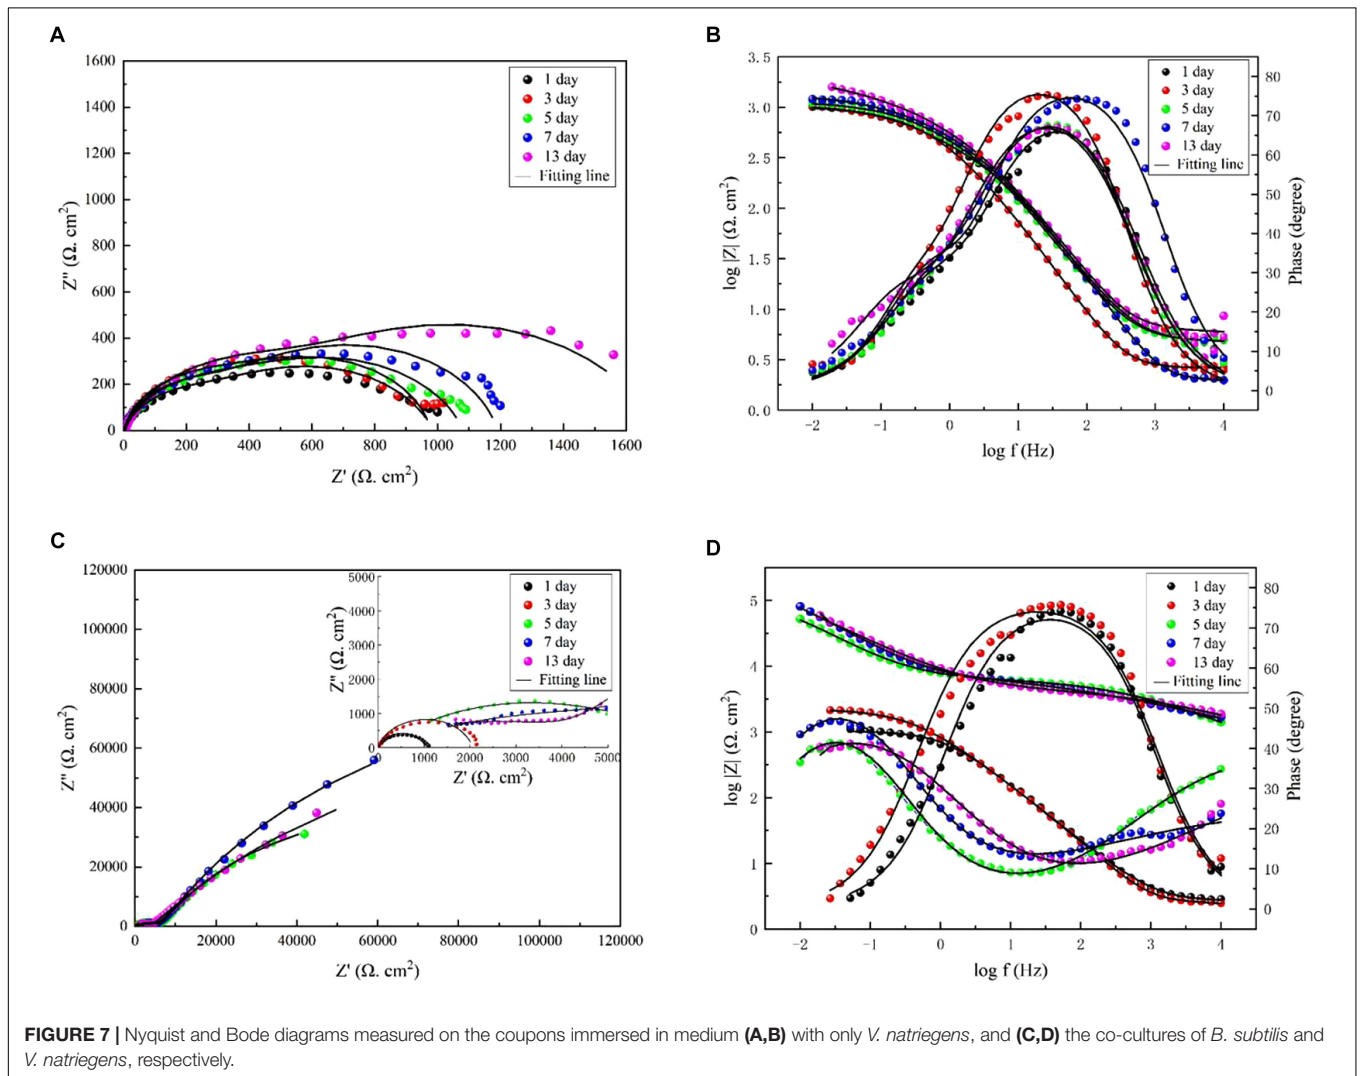 A
1600
1400
1200
1000
800
600
400
200
0
0 200 400 600 800 1000 1200 1400 1600
Z" (Ω. cm²)
Z' (Ω. cm²)
1 day
3 day
5 day
7 day
13 day
Fitting line
B
3.5
3.0
2.5
2.0
1.5
1.0
0.5
0.0
-2 -1 0 1 2 3 4
80
70
60
50
40
30
20
10
0
log |Z| (Ω. cm²)
log f (Hz)
Phase (degree)
1 day
3 day
5 day
7 day
13 day
Fitting linc
C
120000
100000
80000
60000
40000
20000
0
0 20000 40000 60000 80000 100000 120000
Z" (Ω. cm²)
Z' (Ω. cm²)
5000
4000
3000
2000
1000
0
0 1000 2000 3000 4000 5000
Z" (Ω. cm²)
Z' (Ω. cm²)
1 day
3 day
5 day
7 day
13 day
Fitting line
D
5
4
3
2
1
0
-2 -1 0 1 2 3 4
80
70
60
50
40
30
20
10
0
log |Z| (Ω. cm²)
log f (Hz)
Phase (degree)
1 day
3 day
5 day
7 day
13 day
Fitting linc
FIGURE 7 | Nyquist and Bode diagrams measured on the coupons immersed in medium (A,B) with only V. natriegens, and (C,D) the co-cultures of B. subtilis and
V. natriegens, respectively.